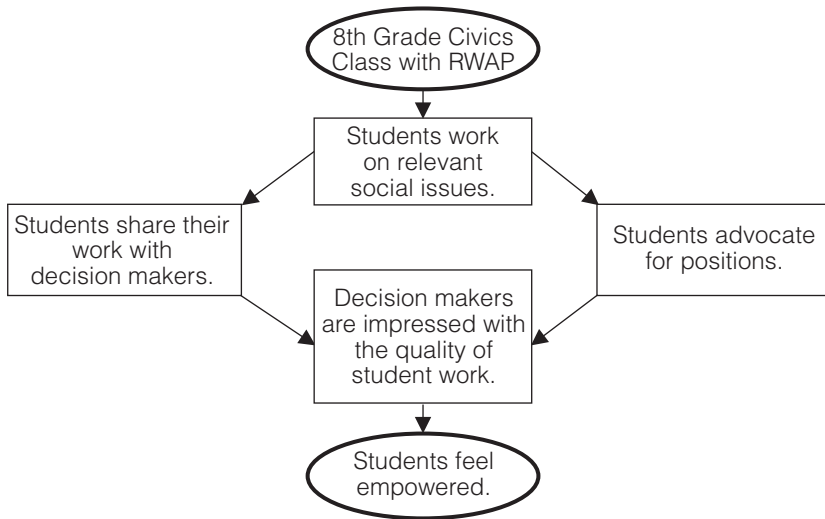 8th Grade Civics
Class with RWAP
Students work
on relevant
social issues.
Students share their
work with
decision makers.
Students advocate
for positions.
Decision makers
are impressed with
the quality of
student work.
Students feel
empowered.